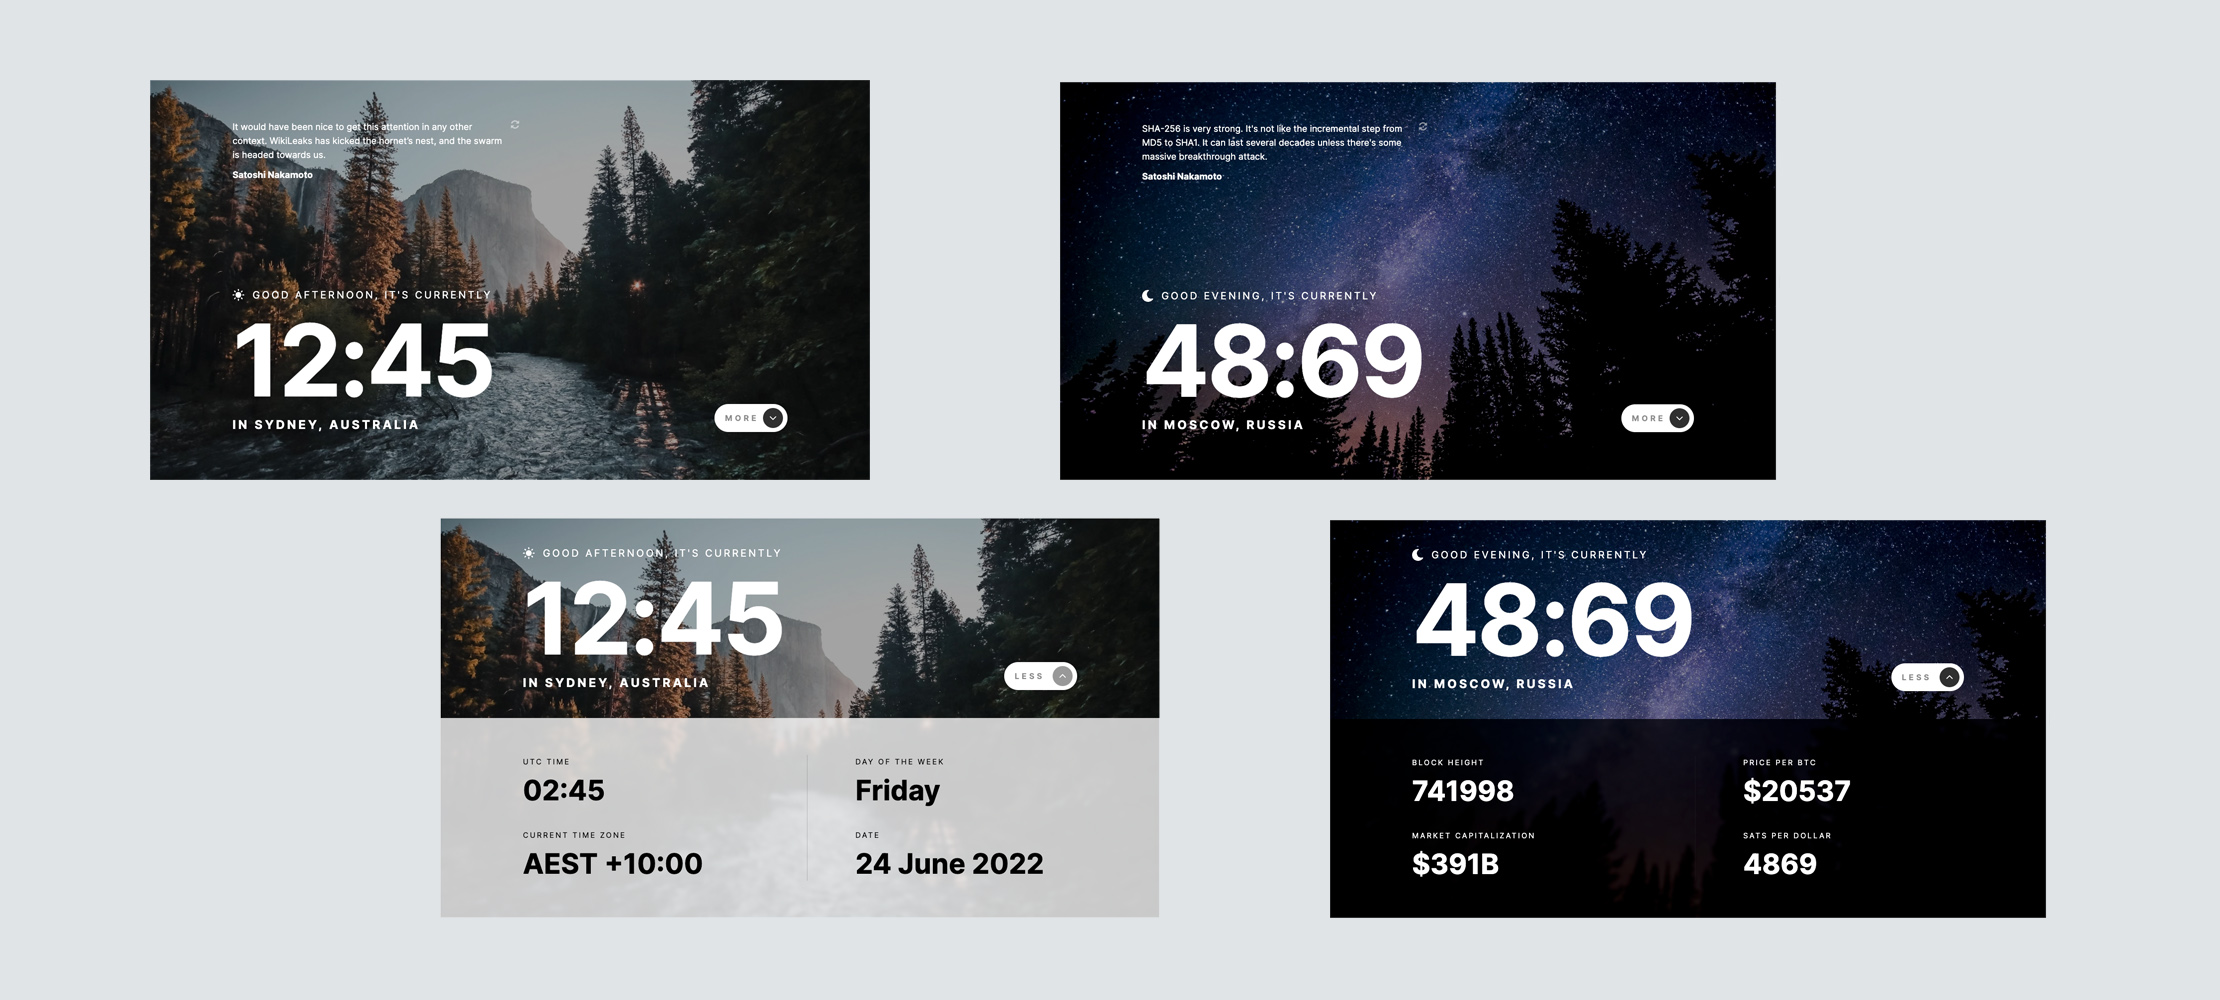 It would have been nice to get this attention in any other
context. WikiLeaks has kicked the hornet's nest, and the swarm
is headed towards us.
Satoshi Nakamoto
GOOD AFTERNOON, IT'S CURRENTLY
12:45
IN SYDNEY, AUSTRALIA
MORE
SHA-256 is very strong. It's not like the incremental step from
MD5 to SHA1. It can last several decades unless there's some
massive breakthrough attack.
Satoshi Nakamoto
GOOD EVENING, IT'S CURRENTLY
48:69
IN MOSCOW, RUSSIA
MORE
GOOD AFTERNOON, IT'S CURRENTLY
12:45
IN SYDNEY, AUSTRALIA
LESS
UTC TIME
02:45
DAY OF THE WEEK
Friday
CURRENT TIME ZONE
AEST +10:00
DATE
24 June 2022
GOOD EVENING, IT'S CURRENTLY
48:69
IN MOSCOW, RUSSIA
LESS
BLOCK HEIGHT
741998
PRICE PER BTC
$20537
MARKET CAPITALIZATION
$391B
SATS PER DOLLAR
4869